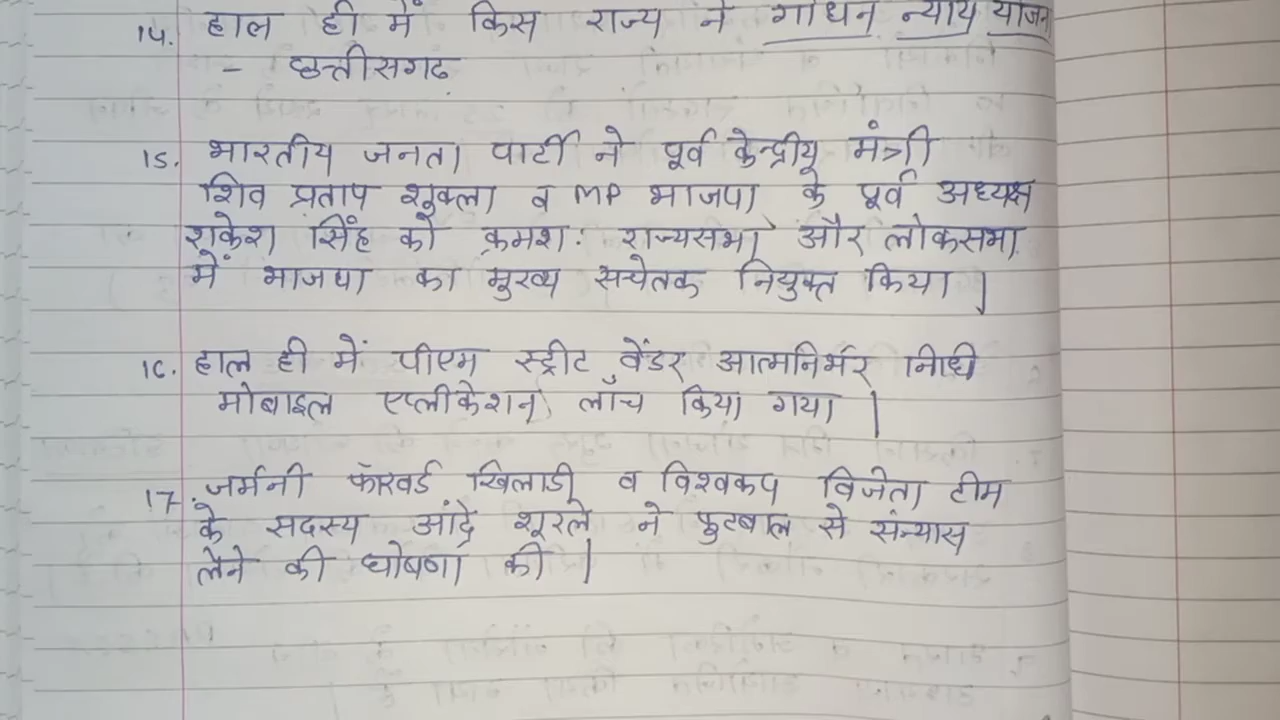 14. हाल ही में किस राज्य ने गोधन न्याय योजन
- छत्तीसगढ़
15. भारतीय जनता पार्टी ने पूर्व केन्द्रीय मंत्री
शिव प्रताप शुक्ला व MP भाजपा के पूर्व अध्यक्ष
राकेश सिंह को क्रमश: राज्यसभा और लोकसभा
में भाजपा का मुख्य सचेतक नियुक्त किया |
16. हाल ही में पीएम स्ट्रीट वेंडर आत्मनिर्भर निधी
मोबाइल एप्लीकेशन लॉच किया गया |
17. जर्मनी फॉरवर्ड खिलाडी व विश्वकप विजेता टीम
के सदस्य आंद्रे शूरले ने फुटबाल से संन्यास
लेने की घोषणा की |